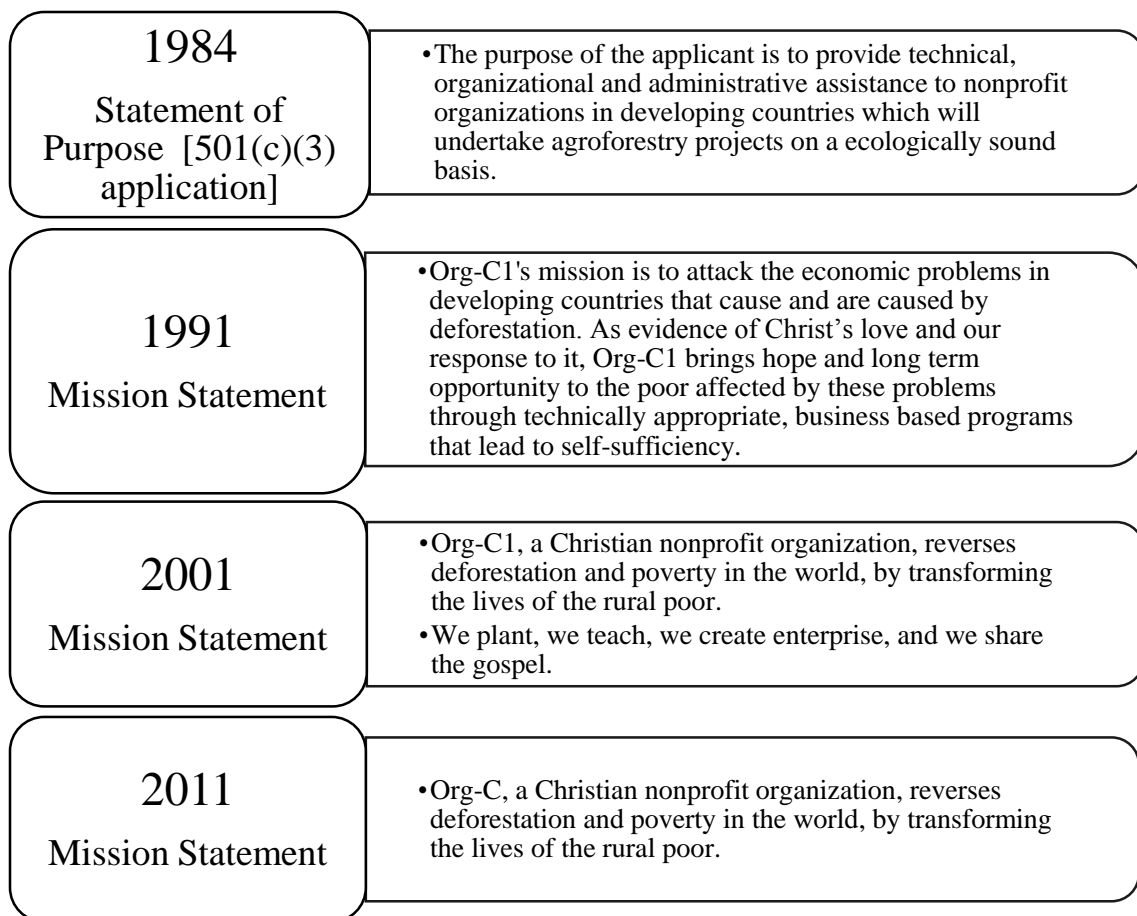 1984
Statement of
Purpose [501(c)(3)
application]
•The purpose of the applicant is to provide technical,
organizational and administrative assistance to nonprofit
organizations in developing countries which will
undertake agroforestry projects on a ecologically sound
basis.
1991
Mission Statement
•Org-C1's mission is to attack the economic problems in
developing countries that cause and are caused by
deforestation. As evidence of Christ’s love and our
response to it, Org-C1 brings hope and long term
opportunity to the poor affected by these problems
through technically appropriate, business based programs
that lead to self-sufficiency.
2001
Mission Statement
•Org-C1, a Christian nonprofit organization, reverses
deforestation and poverty in the world, by transforming
the lives of the rural poor.
•We plant, we teach, we create enterprise, and we share
the gospel.
2011
Mission Statement
•Org-C, a Christian nonprofit organization, reverses
deforestation and poverty in the world, by transforming
the lives of the rural poor.